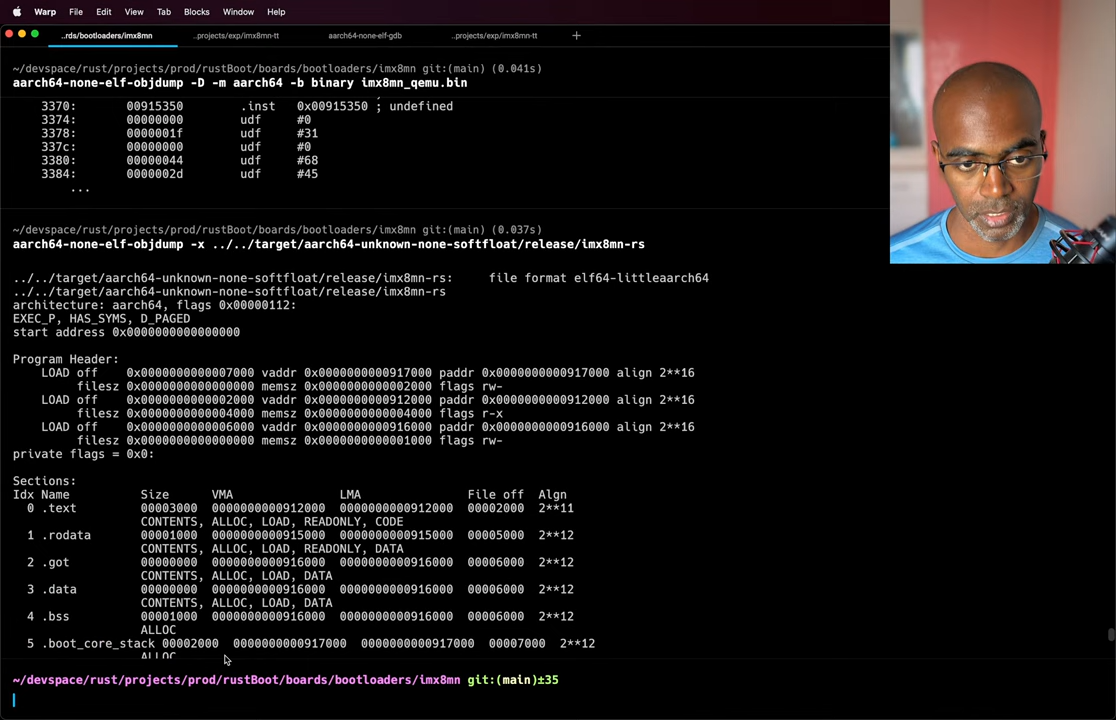 Warp File Edit View Tab Blocks Window Help
..rds/bootloaders/imx8mn ..projects/exp/imx8mn-tt aarch64-none-elf-gdb ..projects/exp/imx8mn-tt +
~/devspace/rust/projects/prod/rustBoot/boards/bootloaders/imx8mn git:(main) (0.041s)
aarch64-none-elf-objdump -D -m aarch64 -b binary imx8mn_qemu.bin
3370: 00915350 .inst 0x00915350 ; undefined
3374: 00000000 udf #0
3378: 0000001f udf #31
337c: 00000000 udf #0
3380: 00000044 udf #68
3384: 0000002d udf #45
...
~/devspace/rust/projects/prod/rustBoot/boards/bootloaders/imx8mn git:(main) (0.037s)
aarch64-none-elf-objdump -x ../../target/aarch64-unknown-none-softfloat/release/imx8mn-rs
../../target/aarch64-unknown-none-softfloat/release/imx8mn-rs: file format elf64-littleaarch64
../../target/aarch64-unknown-none-softfloat/release/imx8mn-rs
architecture: aarch64, flags 0x00000112:
EXEC_P, HAS_SYMS, D_PAGED
start address 0x0000000000000000
Program Header:
LOAD off 0x0000000000007000 vaddr 0x0000000000917000 paddr 0x0000000000917000 align 2**16
filesz 0x0000000000000000 memsz 0x0000000000002000 flags rw-
LOAD off 0x0000000000002000 vaddr 0x0000000000912000 paddr 0x0000000000912000 align 2**16
filesz 0x0000000000004000 memsz 0x0000000000004000 flags r-x
LOAD off 0x0000000000006000 vaddr 0x0000000000916000 paddr 0x0000000000916000 align 2**16
filesz 0x0000000000000000 memsz 0x0000000000001000 flags rw-
private flags = 0x0:
Sections:
Idx Name Size VMA LMA File off Algn
0 .text 00003000 0000000000912000 0000000000912000 00002000 2**11
CONTENTS, ALLOC, LOAD, READONLY, CODE
1 .rodata 00001000 0000000000915000 0000000000915000 00005000 2**12
CONTENTS, ALLOC, LOAD, READONLY, DATA
2 .got 00000000 0000000000916000 0000000000916000 00006000 2**12
CONTENTS, ALLOC, LOAD, DATA
3 .data 00000000 0000000000916000 0000000000916000 00006000 2**12
CONTENTS, ALLOC, LOAD, DATA
4 .bss 00001000 0000000000916000 0000000000916000 00006000 2**12
ALLOC
5 .boot_core_stack 00002000 0000000000917000 0000000000917000 00007000 2**12
ALLOC
~/devspace/rust/projects/prod/rustBoot/boards/bootloaders/imx8mn git:(main)±35